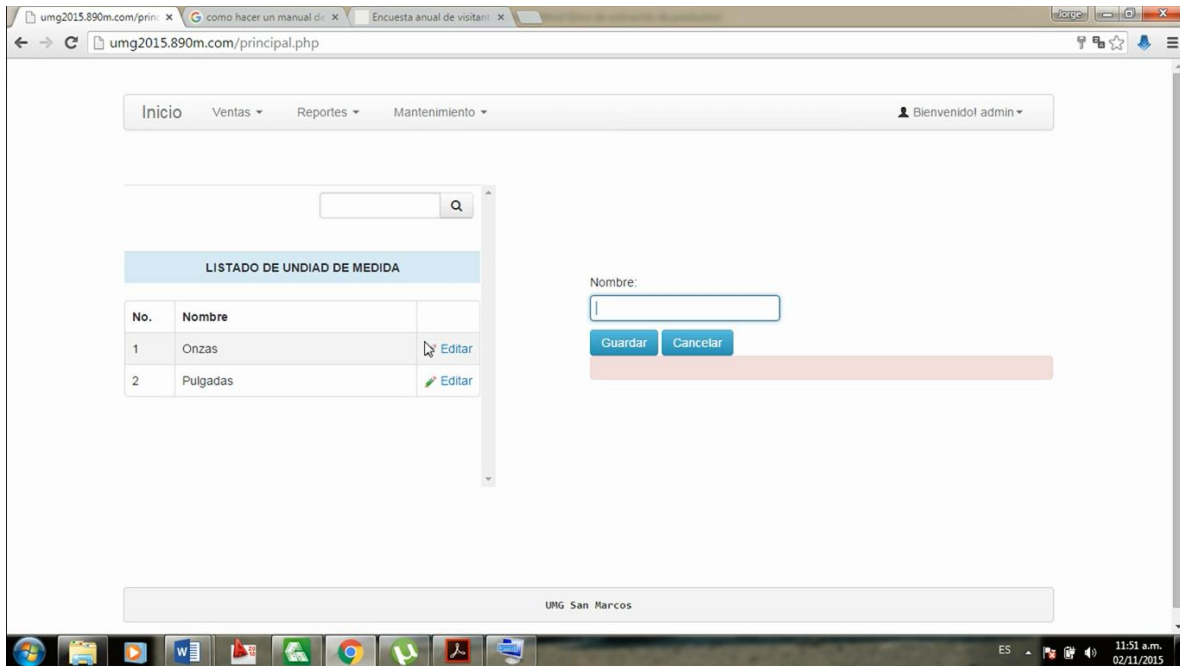 umg2015.890m.com/princ
como hacer un manual de
Encuesta anual de visitant
Jorge
umg2015.890m.com/principal.php
Inicio Ventas Reportes Mantenimiento Bienvenido! admin
LISTADO DE UNDIAD DE MEDIDA
No. Nombre
1 Onzas Editar
2 Pulgadas Editar
Nombre:
Guardar Cancelar
UMG San Marcos
ES 11:51 a.m.
02/11/2015